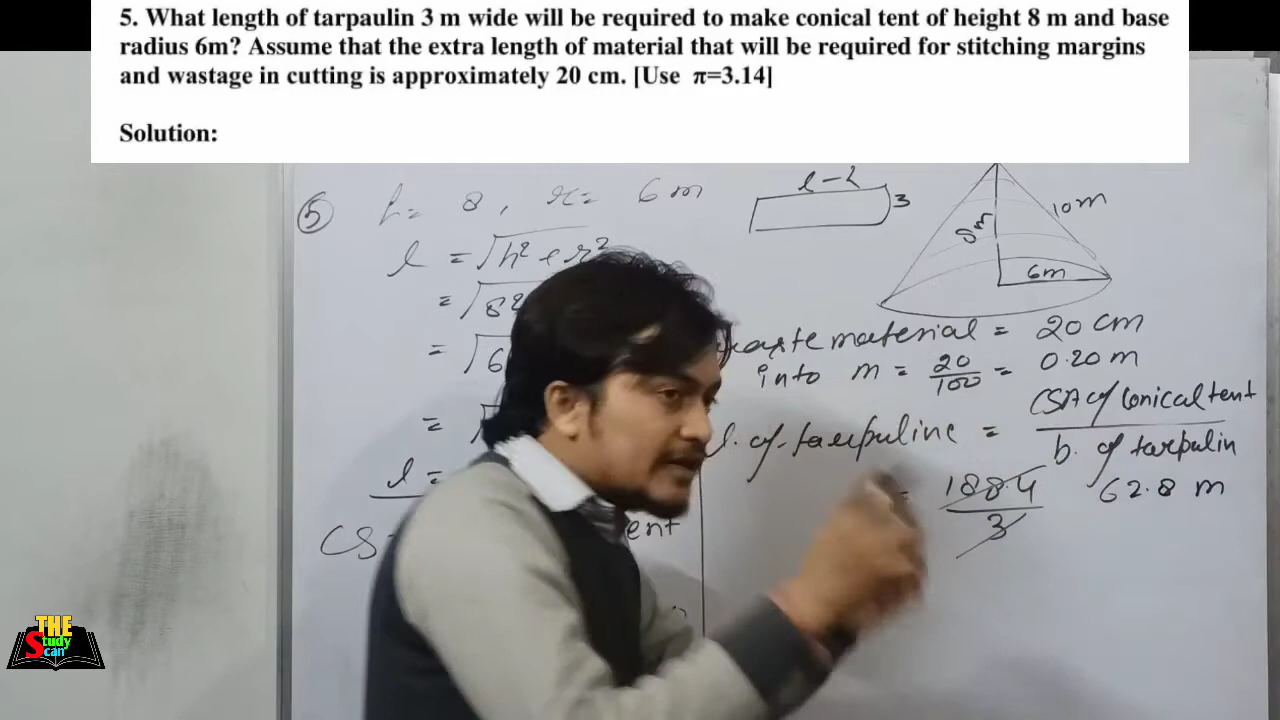 5. What length of tarpaulin 3 m wide will be required to make conical tent of height 8 m and base
radius 6m? Assume that the extra length of material that will be required for stitching margins
and wastage in cutting is approximately 20 cm. [Use π=3.14]
Solution:
5 h= 8, r= 6 m
l = √h² + r²
= √8²
= √6
= √
l =
CS
ent
l-2
3
10m
8m
6m
material = 20 cm
into m = 20/100 = 0.20 m
l. of tarpuline = CSA of Conical tent / b. of tarpulin
= 188.4 / 3 62.8 m
THE
Study
Scan